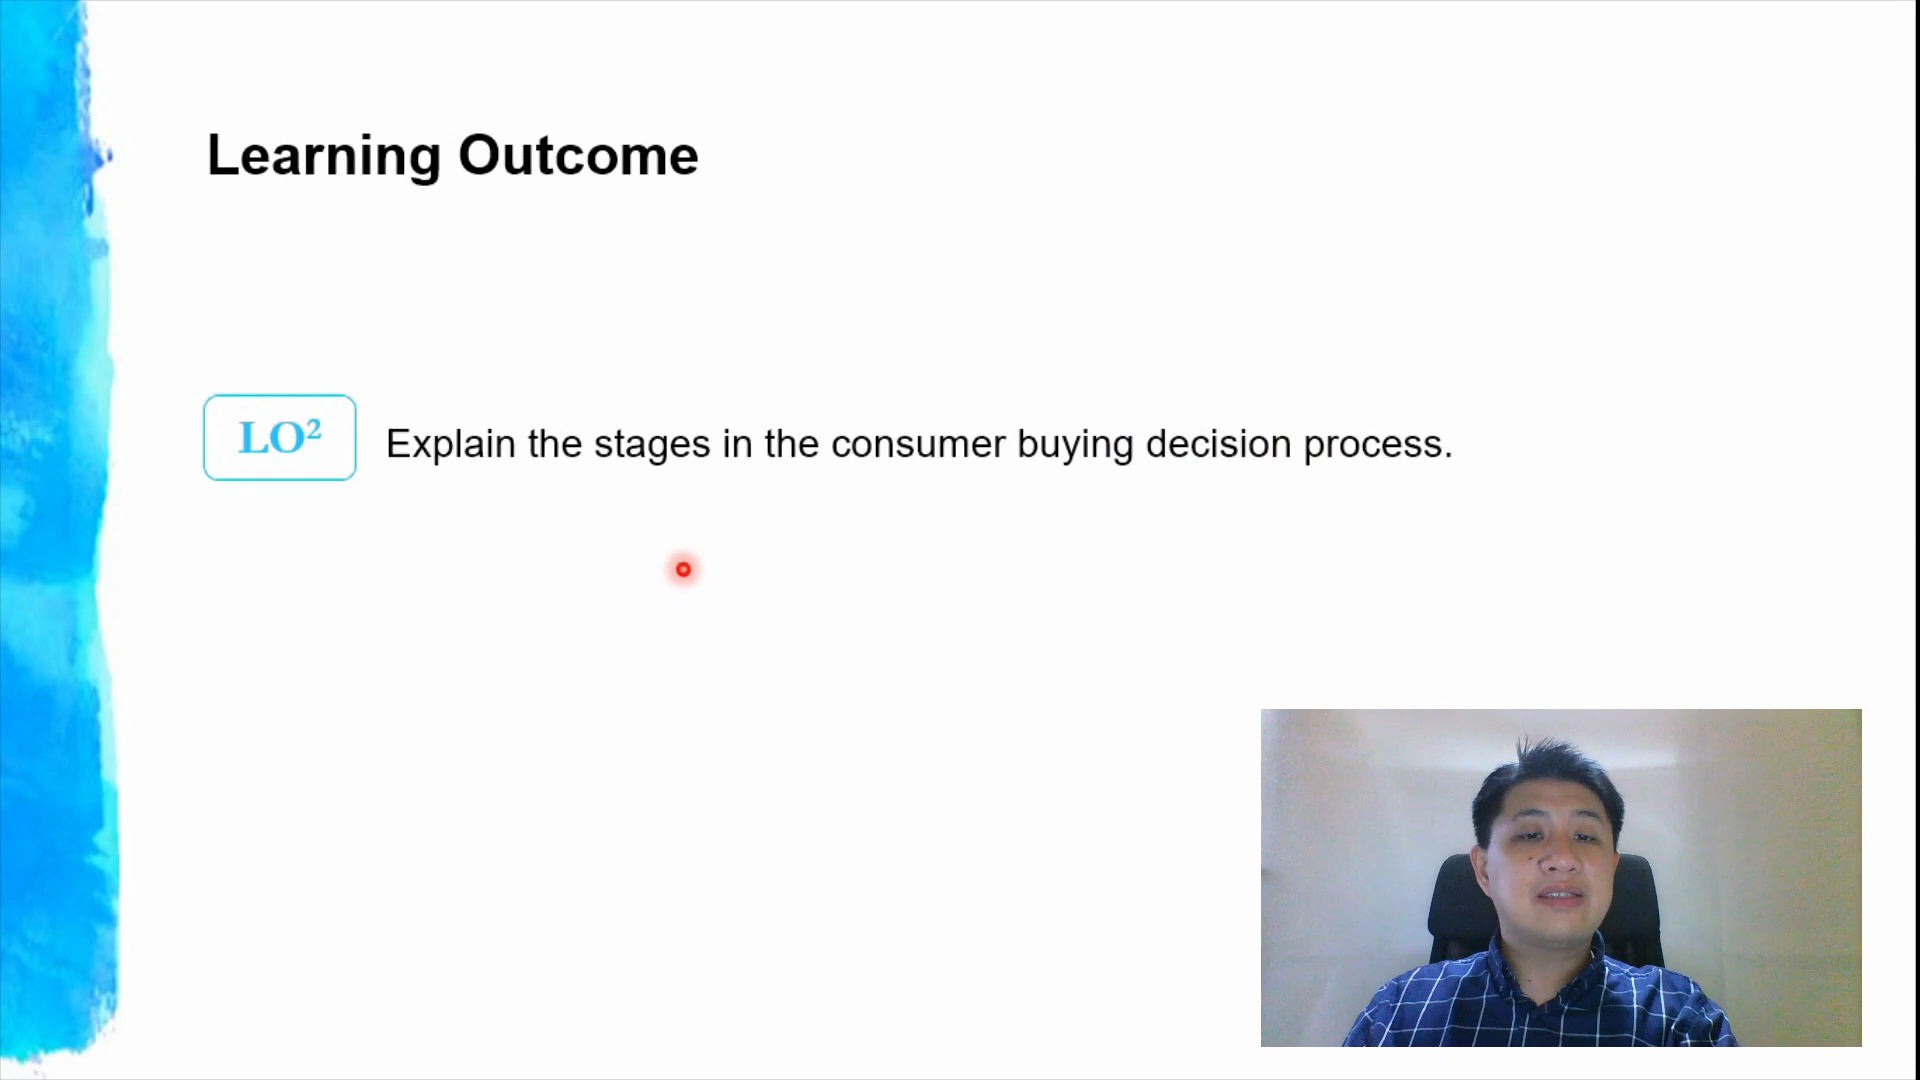 Learning Outcome
LO² Explain the stages in the consumer buying decision process.